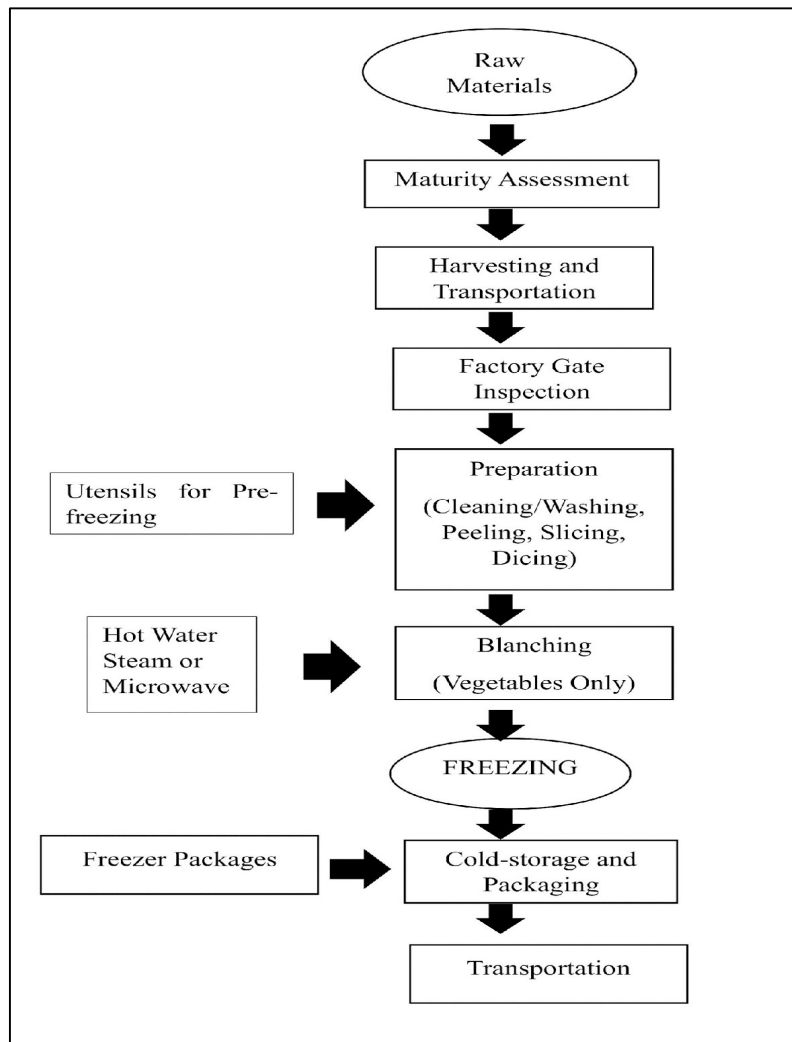 Raw
Materials
Maturity Assessment
Harvesting and
Transportation
Factory Gate
Inspection
Utensils for Pre-
freezing
Preparation
(Cleaning/Washing,
Peeling, Slicing,
Dicing)
Hot Water
Steam or
Microwave
Blanching
(Vegetables Only)
FREEZING
Freezer Packages
Cold-storage and
Packaging
Transportation